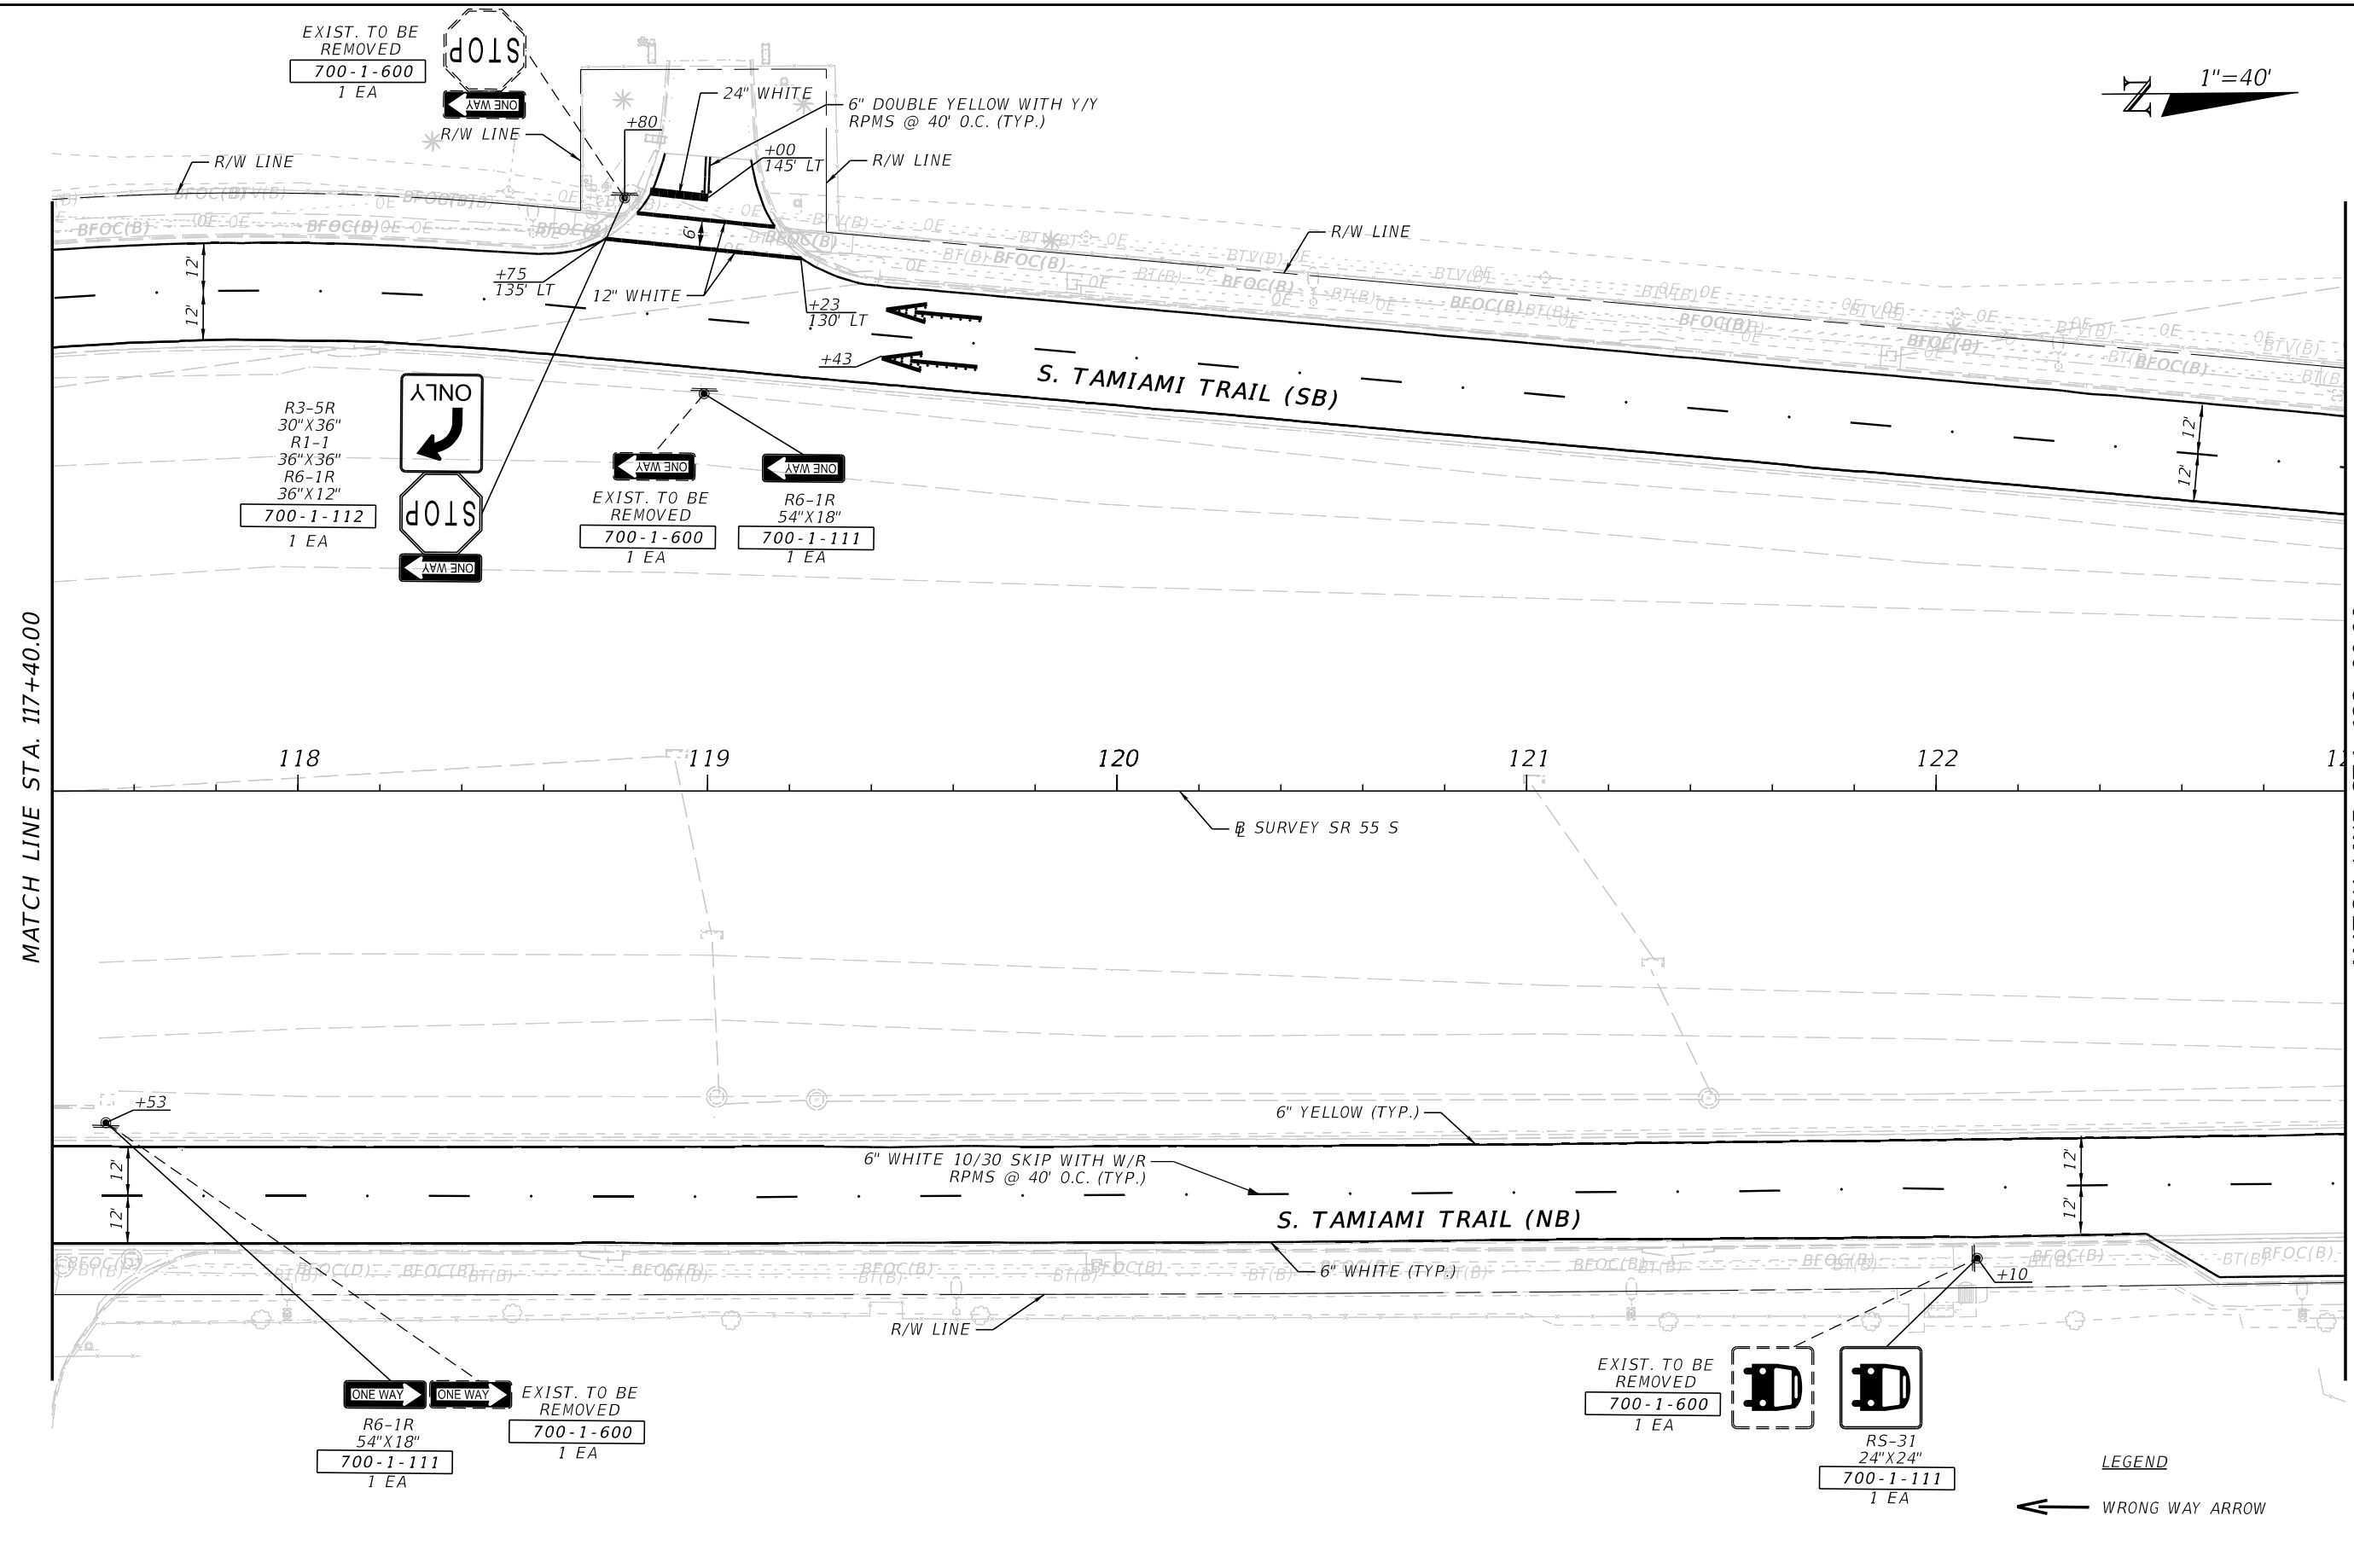 EXIST. TO BE
REMOVED
700-1-600
1 EA
STOP
ONE WAY
R/W LINE
R/W LINE
+80
24" WHITE
6" DOUBLE YELLOW WITH Y/Y
RPMS @ 40' O.C. (TYP.)
+00
145' LT
R/W LINE
1"=40'
N
R/W LINE
6'
+75
135' LT
12" WHITE
+23
130' LT
+43
12'
12'
S. TAMIAMI TRAIL (SB)
12'
12'
BFOC(B)
BTV(B)
BT(B)
OE
R3-5R
30"X36"
R1-1
36"X36"
R6-1R
36"X12"
700-1-112
1 EA
ONLY
STOP
ONE WAY
ONE WAY
EXIST. TO BE
REMOVED
700-1-600
1 EA
ONE WAY
R6-1R
54"X18"
700-1-111
1 EA
MATCH LINE STA. 117+40.00
118
119
120
121
122
BL SURVEY SR 55 S
+53
6" YELLOW (TYP.)
6" WHITE 10/30 SKIP WITH W/R
RPMS @ 40' O.C. (TYP.)
12'
12'
12'
12'
S. TAMIAMI TRAIL (NB)
6" WHITE (TYP.)
BFOC(D)
BT(B)
BFOC(B)
R/W LINE
+10
ONE WAY
ONE WAY
R6-1R
54"X18"
700-1-111
1 EA
EXIST. TO BE
REMOVED
700-1-600
1 EA
EXIST. TO BE
REMOVED
700-1-600
1 EA
RS-31
24"X24"
700-1-111
1 EA
LEGEND
WRONG WAY ARROW